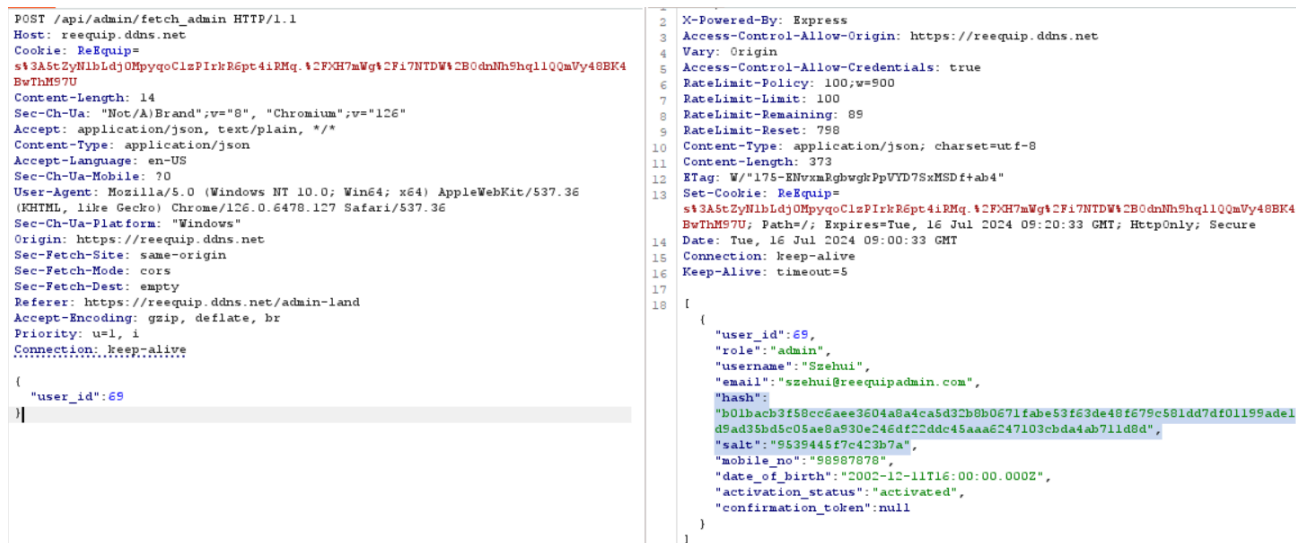 POST /api/admin/fetch_admin HTTP/1.1
Host: reequip.ddns.net
Cookie: ReEquip=
s%3A5tZyNlbLdj0MpyqoClzPIrkR6pt4iRMq.%2FXH7mWg%2Fi7NTDW%2B0dnNh9hql1QQmVy48BK4
BwThM97U
Content-Length: 14
Sec-Ch-Ua: "Not/A)Brand";v="8", "Chromium";v="126"
Accept: application/json, text/plain, */*
Content-Type: application/json
Accept-Language: en-US
Sec-Ch-Ua-Mobile: ?0
User-Agent: Mozilla/5.0 (Windows NT 10.0; Win64; x64) AppleWebKit/537.36
(KHTML, like Gecko) Chrome/126.0.6478.127 Safari/537.36
Sec-Ch-Ua-Platform: "Windows"
Origin: https://reequip.ddns.net
Sec-Fetch-Site: same-origin
Sec-Fetch-Mode: cors
Sec-Fetch-Dest: empty
Referer: https://reequip.ddns.net/admin-land
Accept-Encoding: gzip, deflate, br
Priority: u=1, i
Connection: keep-alive
{
"user_id":69
}
2 X-Powered-By: Express
3 Access-Control-Allow-Origin: https://reequip.ddns.net
4 Vary: Origin
5 Access-Control-Allow-Credentials: true
6 RateLimit-Policy: 100;w=900
7 RateLimit-Limit: 100
8 RateLimit-Remaining: 89
9 RateLimit-Reset: 798
10 Content-Type: application/json; charset=utf-8
11 Content-Length: 373
12 ETag: W/"175-ENvxmRgbwgkPpVYD7SxMSDf+ab4"
13 Set-Cookie: ReEquip=
s%3A5tZyNlbLdj0MpyqoClzPIrkR6pt4iRMq.%2FXH7mWg%2Fi7NTDW%2B0dnNh9hql1QQmVy48BK4
BwThM97U; Path=/; Expires=Tue, 16 Jul 2024 09:20:33 GMT; HttpOnly; Secure
14 Date: Tue, 16 Jul 2024 09:00:33 GMT
15 Connection: keep-alive
16 Keep-Alive: timeout=5
17
18 [
{
"user_id":69,
"role":"admin",
"username":"Szehui",
"email":"szehui@reequipadmin.com",
"hash":
"b01bacb3f58cc6aee3604a8a4ca5d32b8b0671fabe53f63de48f679c581dd7df01199ade1
d9ad35bd5c05ae8a930e246df22ddc45aaa6247103cbda4ab711d8d",
"salt":"9539445f7c423b7a",
"mobile_no":"98987878",
"date_of_birth":"2002-12-11T16:00:00.000Z",
"activation_status":"activated",
"confirmation_token":null
}
]